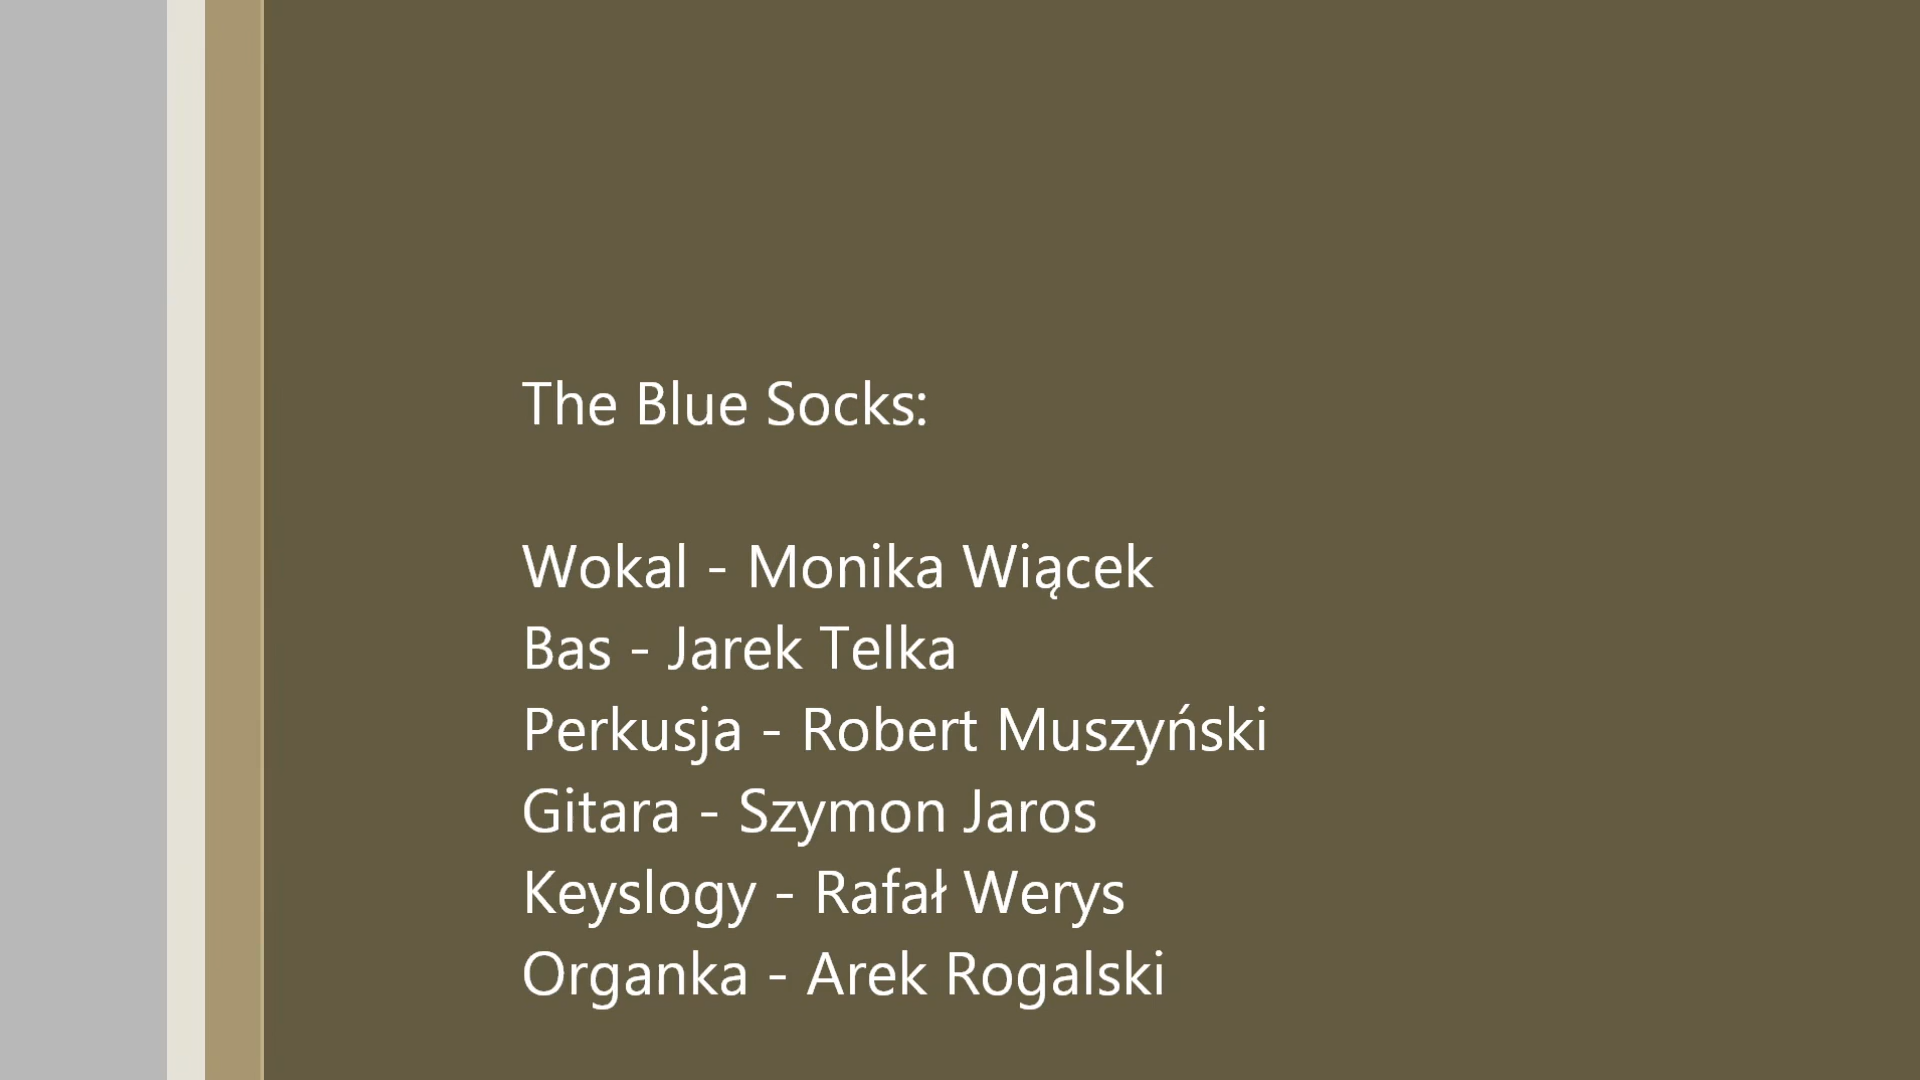 The Blue Socks:
Wokal - Monika Wiącek
Bas - Jarek Telka
Perkusja - Robert Muszyński
Gitara - Szymon Jaros
Keyslogy - Rafał Werys
Organka - Arek Rogalski